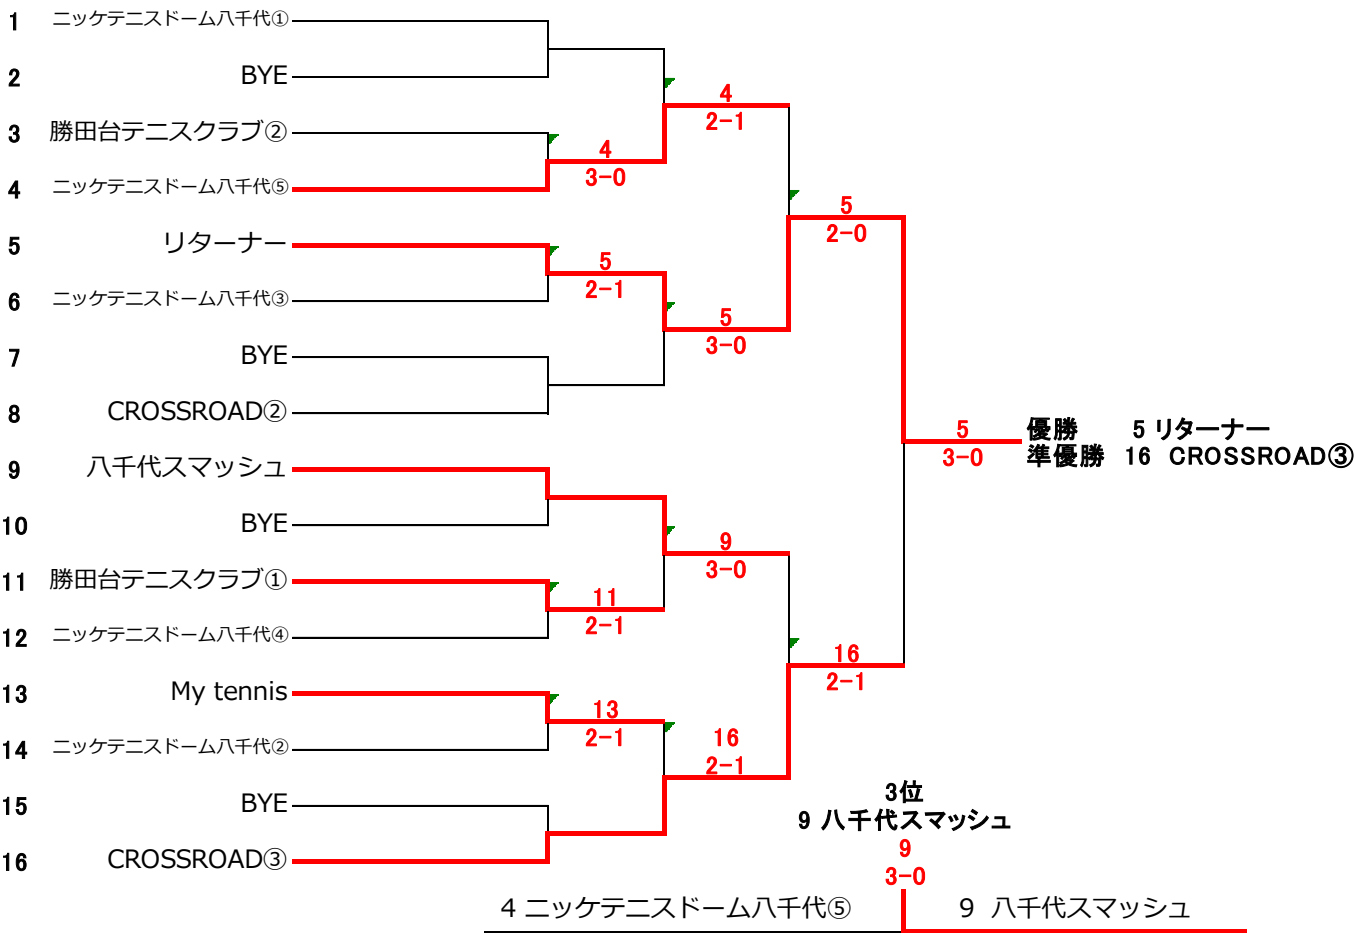 1 ニッケテニスドーム八千代①
2 BYE
3 勝田台テニスクラブ②
4 ニッケテニスドーム八千代⑤
5 リターナー
6 ニッケテニスドーム八千代③
7 BYE
8 CROSSROAD②
9 八千代スマッシュ
10 BYE
11 勝田台テニスクラブ①
12 ニッケテニスドーム八千代④
13 My tennis
14 ニッケテニスドーム八千代②
15 BYE
16 CROSSROAD③
4
3-0
5
2-1
11
2-1
13
2-1
4
2-1
5
3-0
9
3-0
16
2-1
5
2-0
16
2-1
5
3-0
優勝 5 リターナー
準優勝 16 CROSSROAD③
3位
9 八千代スマッシュ
9
3-0
4 ニッケテニスドーム八千代⑤ 9 八千代スマッシュ